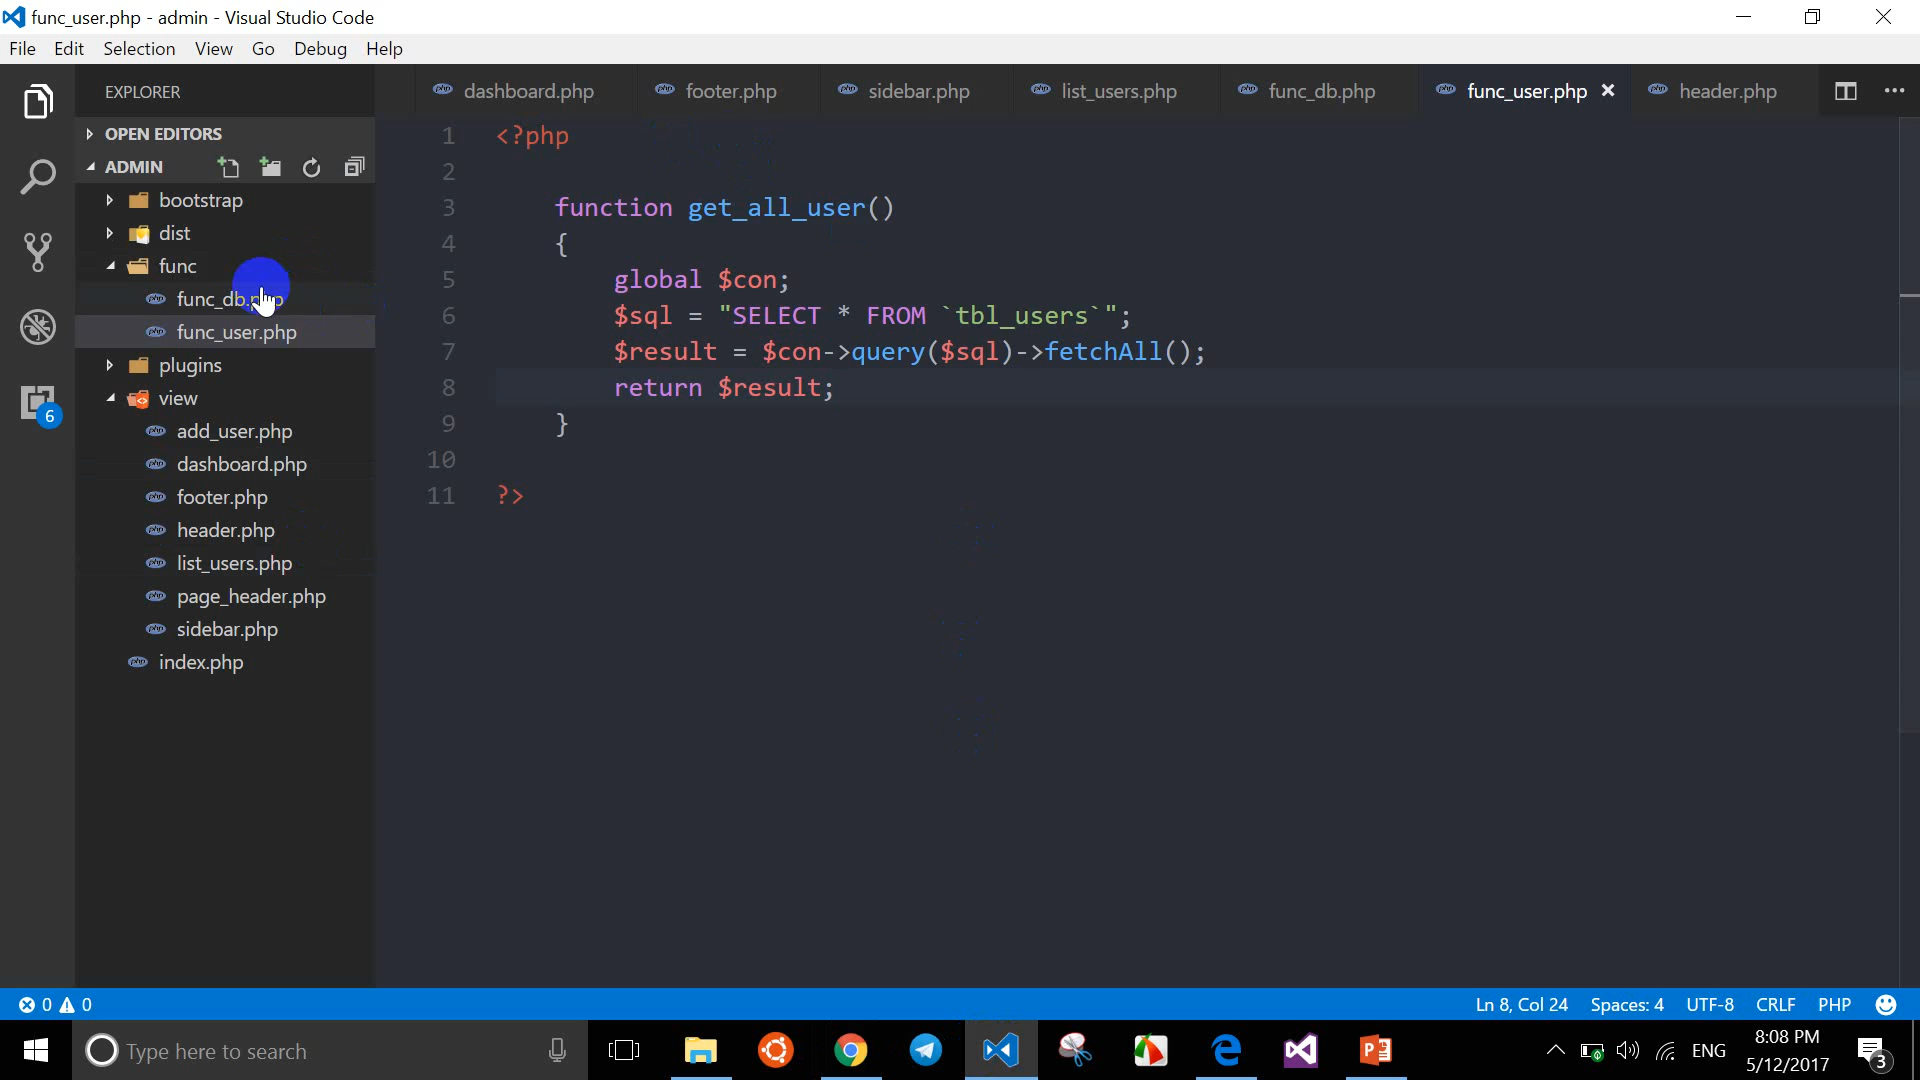 func_user.php - admin - Visual Studio Code
File Edit Selection View Go Debug Help
EXPLORER
OPEN EDITORS
ADMIN
bootstrap
dist
func
func_db.php
func_user.php
plugins
view
add_user.php
dashboard.php
footer.php
header.php
list_users.php
page_header.php
sidebar.php
index.php
6
dashboard.php footer.php sidebar.php list_users.php func_db.php func_user.php header.php
1 <?php
2
3 function get_all_user()
4 {
5 global $con;
6 $sql = "SELECT * FROM `tbl_users`";
7 $result = $con->query($sql)->fetchAll();
8 return $result;
9 }
10
11 ?>
0 0 Ln 8, Col 24 Spaces: 4 UTF-8 CRLF PHP
Type here to search
ENG
8:08 PM
5/12/2017
3